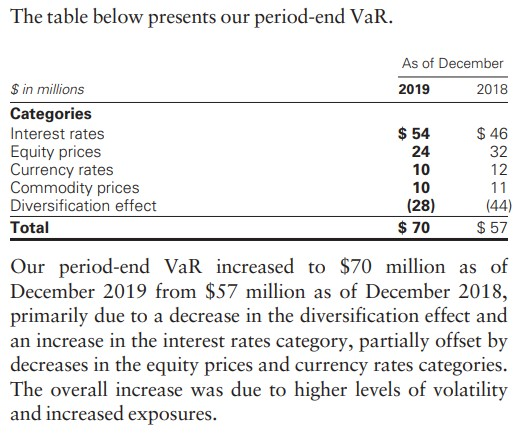 The table below presents our period-end VaR.
As of December
$ in millions 2019 2018
Categories
Interest rates $ 54 $ 46
Equity prices 24 32
Currency rates 10 12
Commodity prices 10 11
Diversification effect (28) (44)
Total $ 70 $ 57
Our period-end VaR increased to $70 million as of
December 2019 from $57 million as of December 2018,
primarily due to a decrease in the diversification effect and
an increase in the interest rates category, partially offset by
decreases in the equity prices and currency rates categories.
The overall increase was due to higher levels of volatility
and increased exposures.